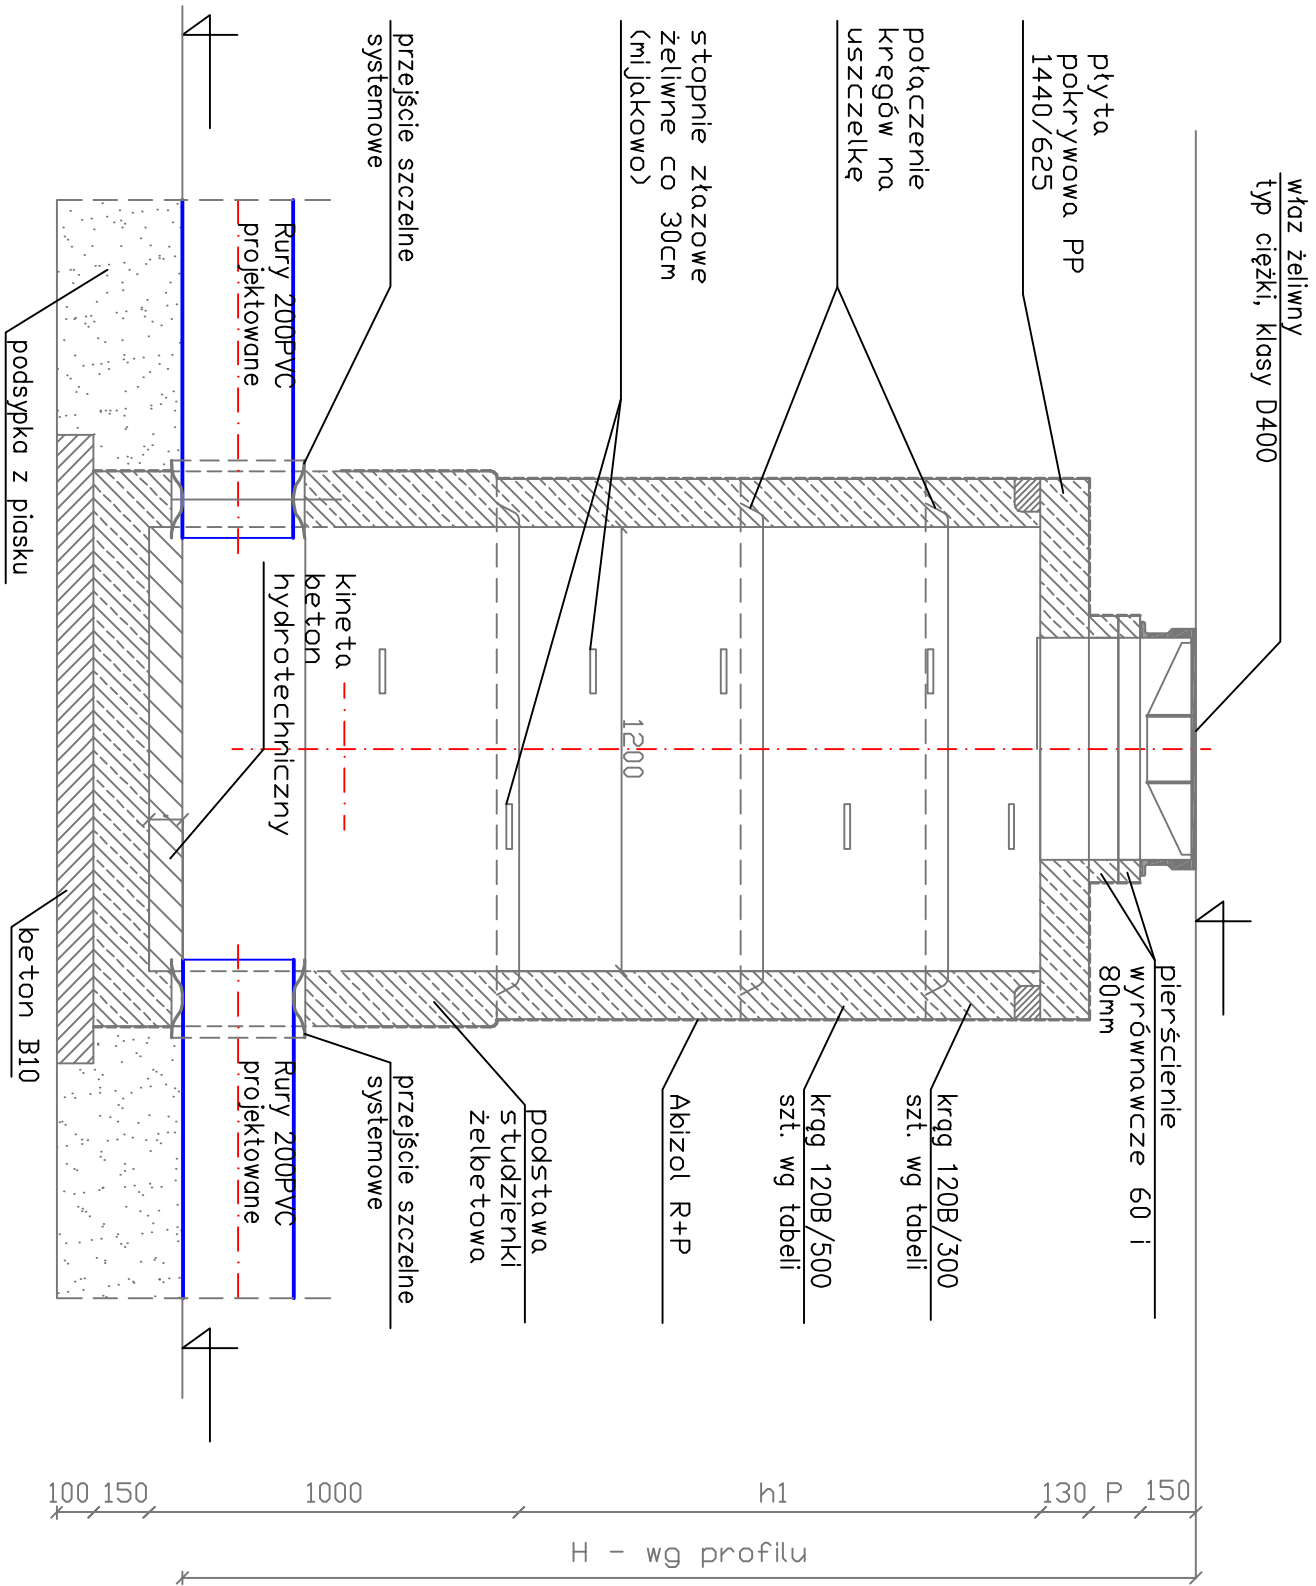 właz żeliwny
typ ciężki, klasy D400
płyta
pokrywowa PP
1440/625
połączenie
kręgów na
uszczelkę
stopnie złazowe
żeliwne co 30cm
(mijakowo)
przejście szczelne
systemowe
Rury 200PVC
projektowane
podsypka z piasku
kineta
beton
hydrotechniczny
1200
pierścienie
wyrównawcze 60 i
80mm
krąg 120B/300
szt. wg tabeli
krąg 120B/500
szt. wg tabeli
Abizol R+P
podstawa
studzienki
żelbetowa
przejście szczelne
systemowe
Rury 200PVC
projektowane
beton B10
100 150 1000 h1 130 P 150
H - wg profilu